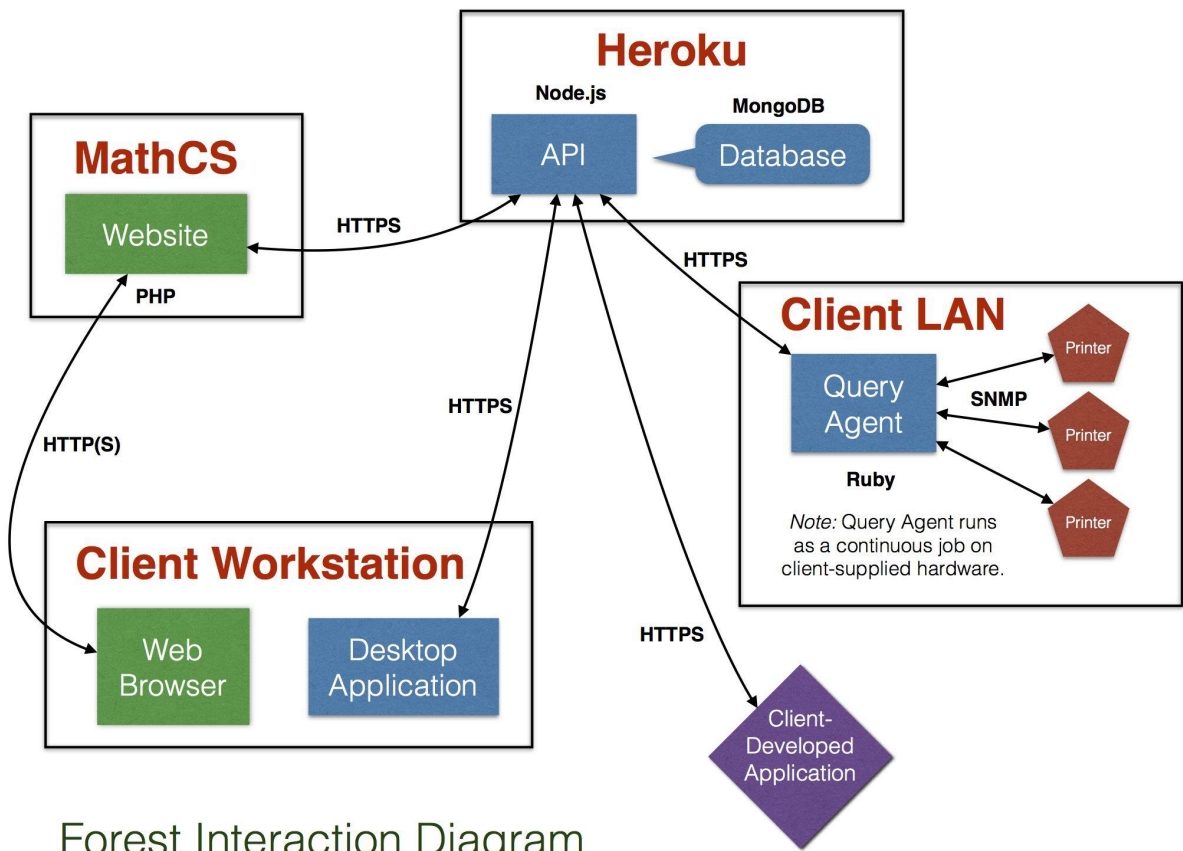 Heroku
Node.js
MongoDB
API
Database
MathCS
Website
PHP
HTTPS
HTTPS
HTTPS
HTTPS
HTTP(S)
Client LAN
Query
Agent
Ruby
SNMP
Printer
Printer
Printer
Note: Query Agent runs
as a continuous job on
client-supplied hardware.
Client Workstation
Web
Browser
Desktop
Application
Client-
Developed
Application
Forest Interaction Diagram